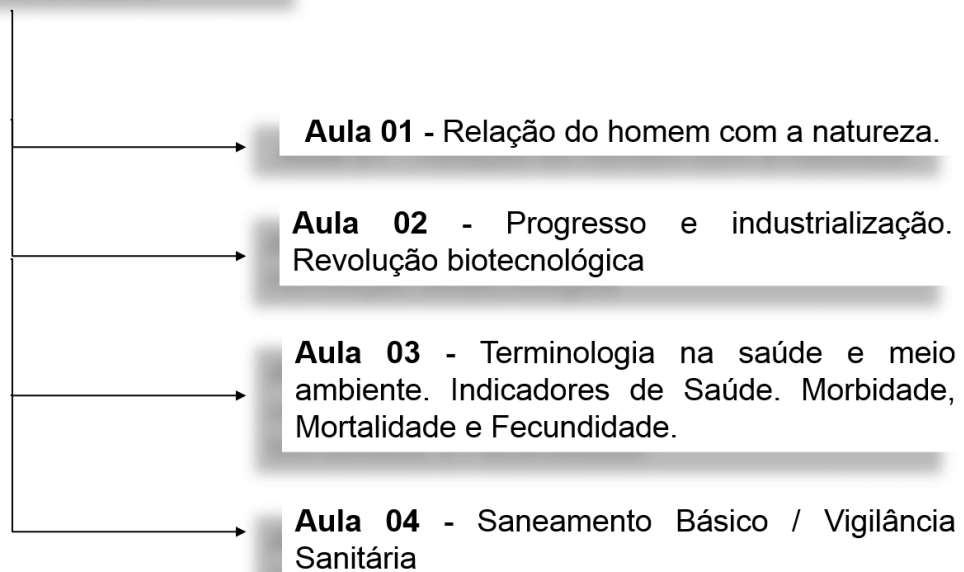 Aula 01 - Relação do homem com a natureza.
Aula 02 - Progresso e industrialização.
Revolução biotecnológica
Aula 03 - Terminologia na saúde e meio
ambiente. Indicadores de Saúde. Morbidade,
Mortalidade e Fecundidade.
Aula 04 - Saneamento Básico / Vigilância
Sanitária